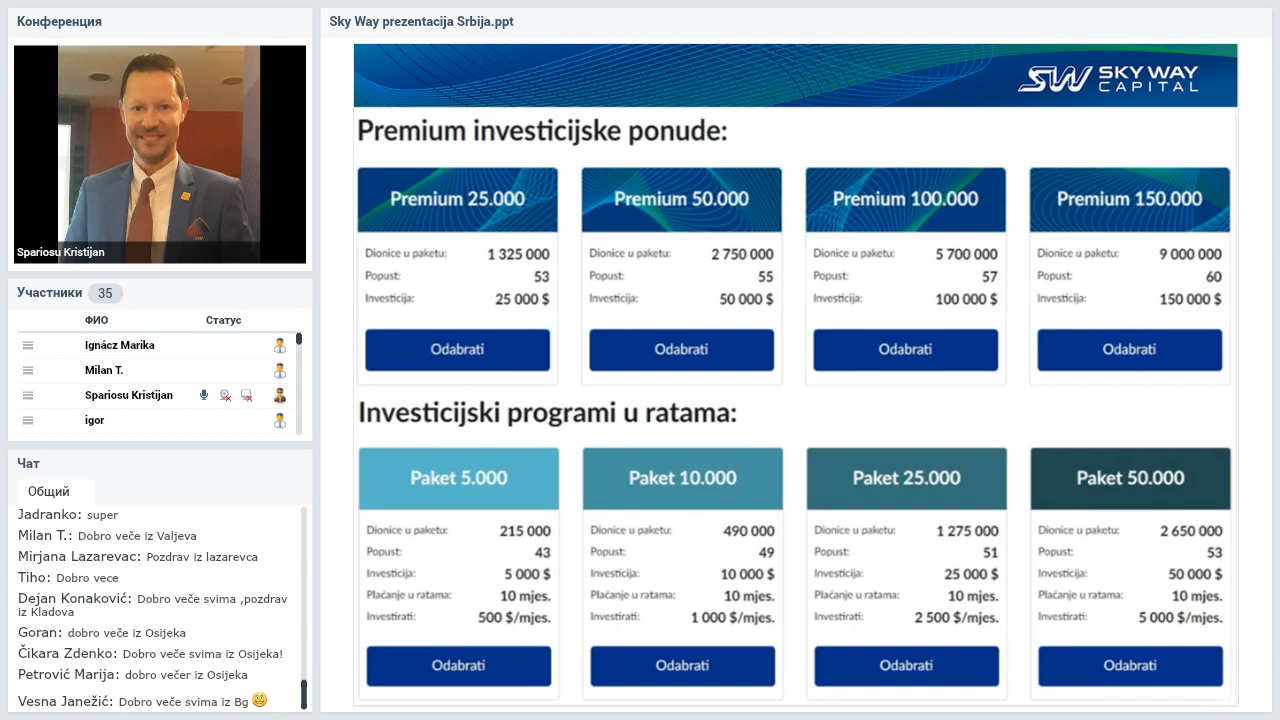 Конференция
Spariosu Kristijan
Участники 35
ФИО Статус
Ignácz Marika
Milan T.
Spariosu Kristijan
igor
Чат
Общий
Jadranko: super
Milan T.: Dobro veče iz Valjeva
Mirjana Lazarevac: Pozdrav iz lazarevca
Tiho: Dobro vece
Dejan Konaković: Dobro veče svima ,pozdrav
iz Kladova
Goran: dobro veče iz Osijeka
Čikara Zdenko: Dobro veče svima iz Osijeka!
Petrović Marija: dobro večer iz Osijeka
Vesna Janežić: Dobro veče svima iz Bg
Sky Way prezentacija Srbija.ppt
SW SKY WAY
CAPITAL
Premium investicijske ponude:
Premium 25.000 Premium 50.000 Premium 100.000 Premium 150.000
Dionice u paketu: 1 325 000 Dionice u paketu: 2 750 000 Dionice u paketu: 5 700 000 Dionice u paketu: 9 000 000
Popust: 53 Popust: 55 Popust: 57 Popust: 60
Investicija: 25 000 $ Investicija: 50 000 $ Investicija: 100 000 $ Investicija: 150 000 $
Odabrati Odabrati Odabrati Odabrati
Investicijski programi u ratama:
Paket 5.000 Paket 10.000 Paket 25.000 Paket 50.000
Dionice u paketu: 215 000 Dionice u paketu: 490 000 Dionice u paketu: 1 275 000 Dionice u paketu: 2 650 000
Popust: 43 Popust: 49 Popust: 51 Popust: 53
Investicija: 5 000 $ Investicija: 10 000 $ Investicija: 25 000 $ Investicija: 50 000 $
Plaćanje u ratama: 10 mjes. Plaćanje u ratama: 10 mjes. Plaćanje u ratama: 10 mjes. Plaćanje u ratama: 10 mjes.
Investirati: 500 $/mjes. Investirati: 1 000 $/mjes. Investirati: 2 500 $/mjes. Investirati: 5 000 $/mjes.
Odabrati Odabrati Odabrati Odabrati